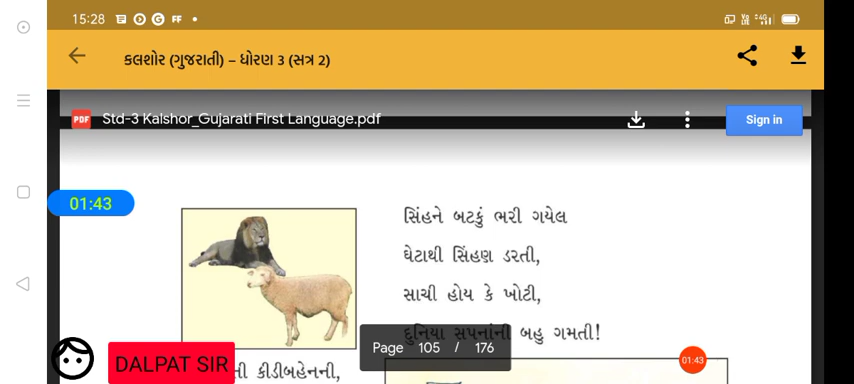 15:28
કલશોર (ગુજરાતી) – ધોરણ 3 (સત્ર 2)
PDF Std-3 Kalshor_Gujarati First Language.pdf
Sign in
01:43
સિંહને બટકું ભરી ગયેલ
ઘેટાથી સિંહણ ડરતી,
સાચી હોય કે ખોટી,
દુનિયા સપનાંની બહુ ગમતી!
Page 105 / 176
01:43
DALPAT SIR
ની કીડીબહેનની,